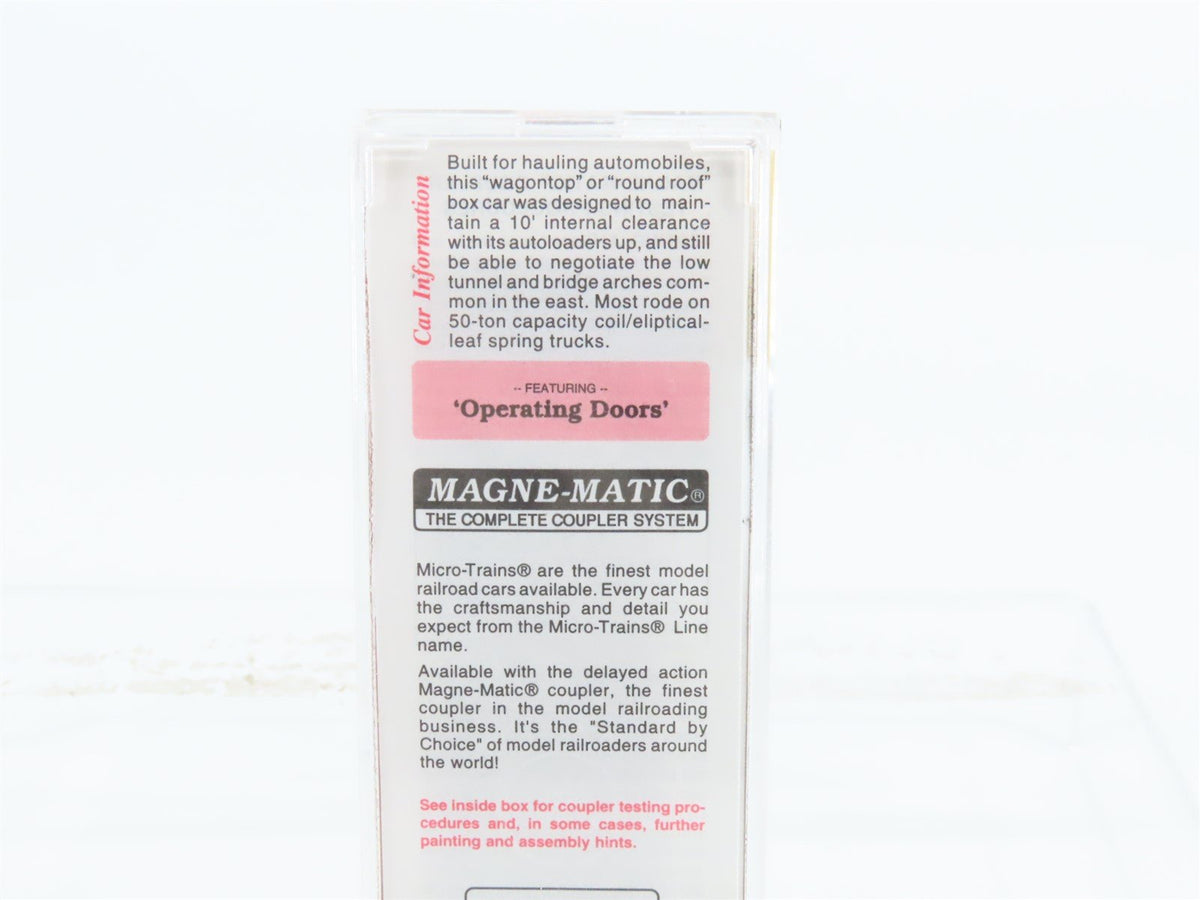 Car Information
Built for hauling automobiles,
this “wagontop” or “round roof”
box car was designed to main-
tain a 10' internal clearance
with its autoloaders up, and still
be able to negotiate the low
tunnel and bridge arches com-
mon in the east. Most rode on
50-ton capacity coil/eliptical-
leaf spring trucks.
-- FEATURING --
‘Operating Doors’
MAGNE-MATIC®
THE COMPLETE COUPLER SYSTEM
Micro-Trains® are the finest model
railroad cars available. Every car has
the craftsmanship and detail you
expect from the Micro-Trains® Line
name.
Available with the delayed action
Magne-Matic® coupler, the finest
coupler in the model railroading
business. It's the "Standard by
Choice" of model railroaders around
the world!
See inside box for coupler testing pro-
cedures and, in some cases, further
painting and assembly hints.